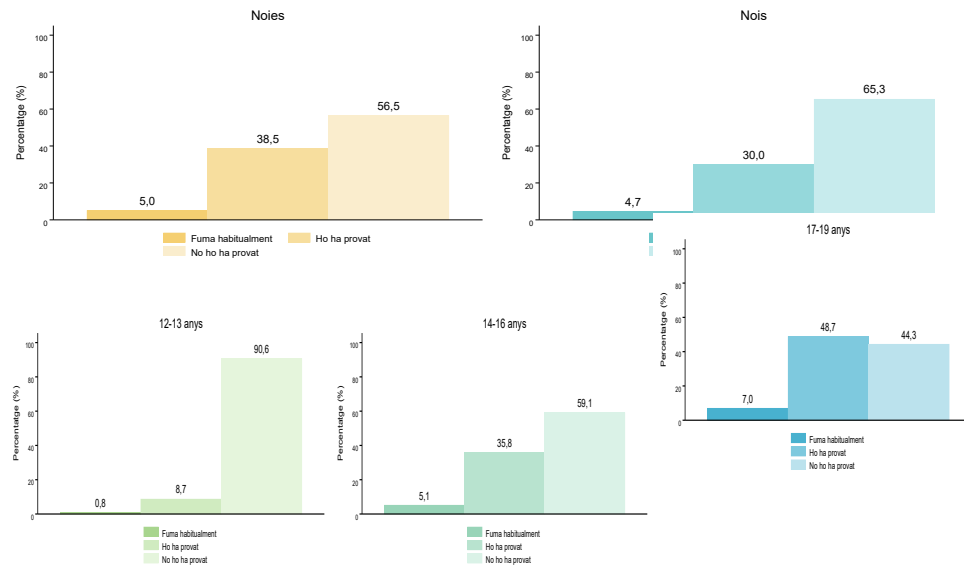 Noies
Percentatge (%)
100
80
60
40
20
0
5,0
38,5
56,5
Fuma habitualment
Ho ha provat
No ho ha provat
Nois
Percentatge (%)
100
80
60
40
20
0
4,7
30,0
65,3
17-19 anys
Percentatge (%)
100
80
60
40
20
0
7,0
48,7
44,3
Fuma habitualment
Ho ha provat
No ho ha provat
12-13 anys
Percentatge (%)
100
80
60
40
20
0
0,8
8,7
90,6
Fuma habitualment
Ho ha provat
No ho ha provat
14-16 anys
Percentatge (%)
100
80
60
40
20
0
5,1
35,8
59,1
Fuma habitualment
Ho ha provat
No ho ha provat